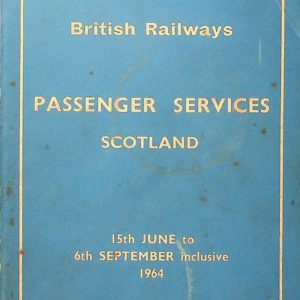 British Railways
PASSENGER SERVICES
SCOTLAND
15th JUNE to
6th SEPTEMBER inclusive
1964